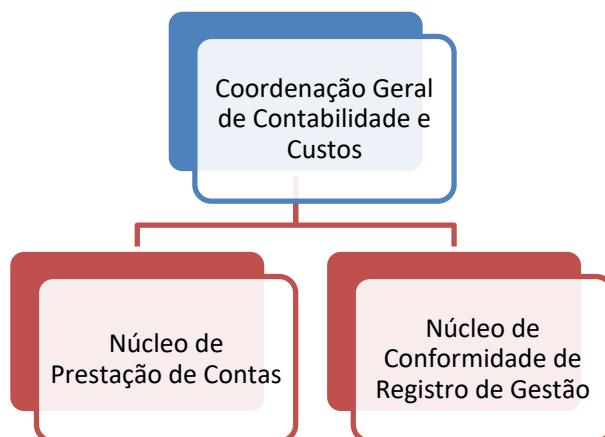 Coordenação Geral
de Contabilidade e
Custos
Núcleo de
Prestação de Contas
Núcleo de
Conformidade de
Registro de Gestão